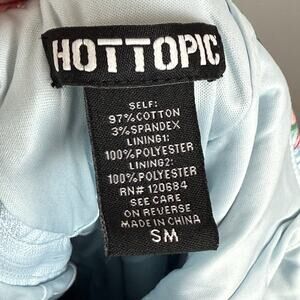 HOTTOPIC
SELF:
97%COTTON
3%SPANDEX
LINING1:
100%POLYESTER
LINING2:
100%POLYESTER
RN# 120684
SEE CARE
ON REVERSE
MADE IN CHINA
SM